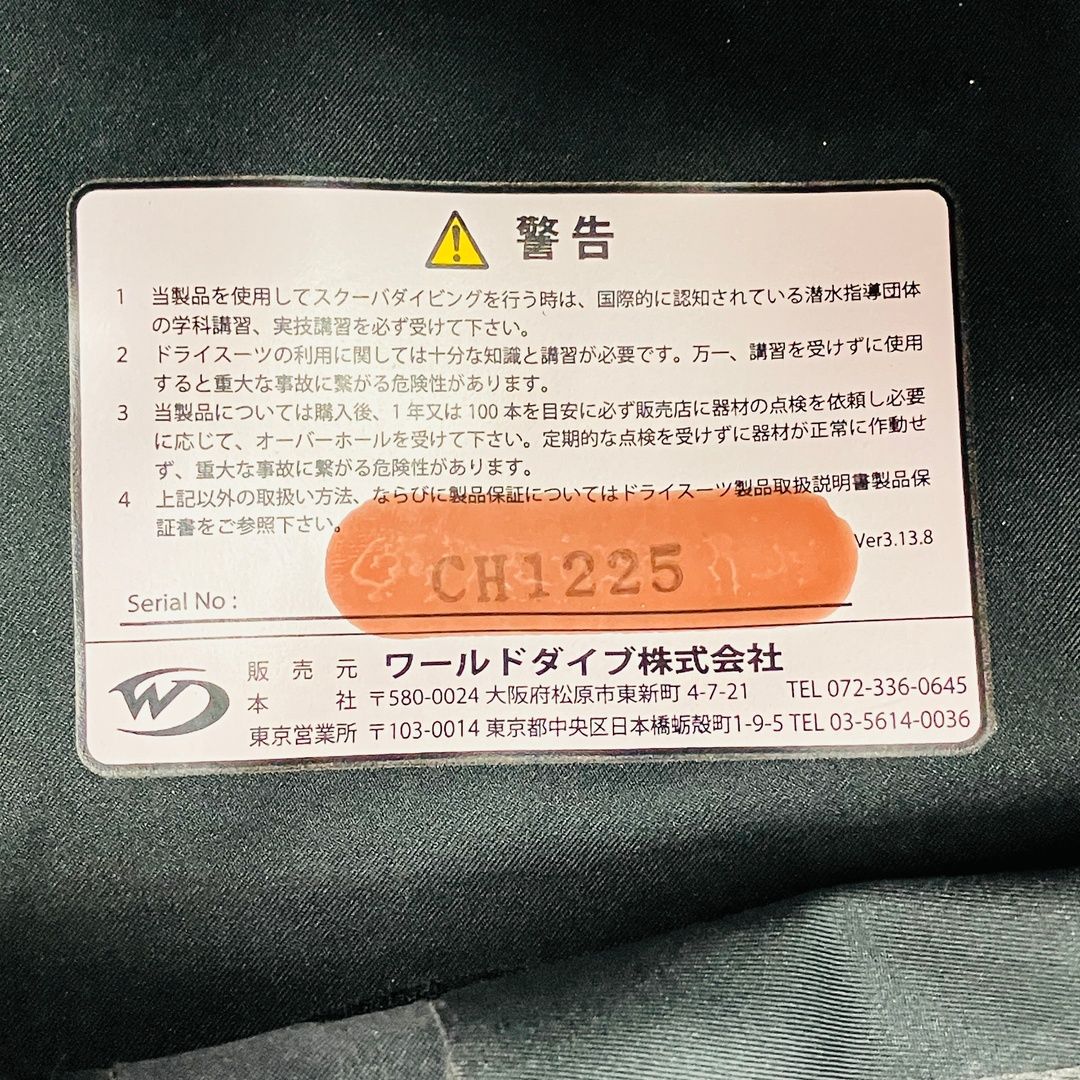 警告
1 当製品を使用してスクーバダイビングを行う時は、国際的に認知されている潜水指導団体
の学科講習、実技講習を必ず受けて下さい。
2 ドライスーツの利用に関しては十分な知識と講習が必要です。万一、講習を受けずに使用
すると重大な事故に繋がる危険性があります。
3 当製品については購入後、1年又は100本を目安に必ず販売店に器材の点検を依頼し必要
に応じて、オーバーホールを受けて下さい。定期的な点検を受けずに器材が正常に作動せ
ず、重大な事故に繋がる危険性があります。
4 上記以外の取扱い方法、ならびに製品保証についてはドライスーツ製品取扱説明書製品保
証書をご参照下さい。
Ver3.13.8
Serial No : CH1225
販売元 ワールドダイブ株式会社
本社 〒580-0024 大阪府松原市東新町 4-7-21 TEL 072-336-0645
東京営業所 〒103-0014 東京都中央区日本橋蛎殻町1-9-5 TEL 03-5614-0036
WD